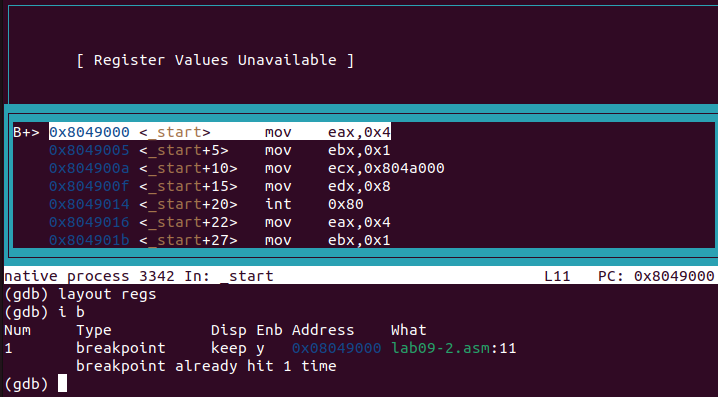 [ Register Values Unavailable ]
B+> 0x8049000 <_start>      mov    eax,0x4
0x8049005 <_start+5>    mov    ebx,0x1
0x804900a <_start+10>   mov    ecx,0x804a000
0x804900f <_start+15>   mov    edx,0x8
0x8049014 <_start+20>   int    0x80
0x8049016 <_start+22>   mov    eax,0x4
0x804901b <_start+27>   mov    ebx,0x1
native process 3342 In: _start                              L11   PC: 0x8049000
(gdb) layout regs
(gdb) i b
Num     Type           Disp Enb Address    What
1       breakpoint     keep y   0x08049000 lab09-2.asm:11
        breakpoint already hit 1 time
(gdb)